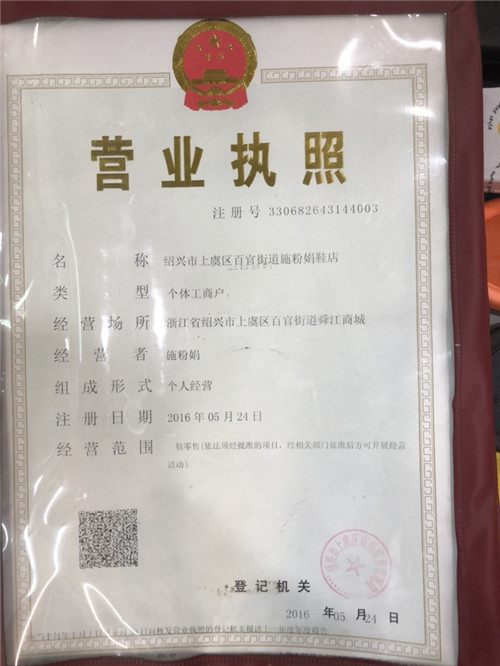 营业执照
注册号 330682643144003
名称 绍兴市上虞区百官街道施粉娟鞋店
类型 个体工商户
经营场所 浙江省绍兴市上虞区百官街道舜江商城
经营者 施粉娟
组成形式 个人经营
注册日期 2016年05月24日
经营范围 鞋零售(依法须经批准的项目,经相关部门批准后方可开展经营
活动)
登记机关
2016 年 05 月 24 日